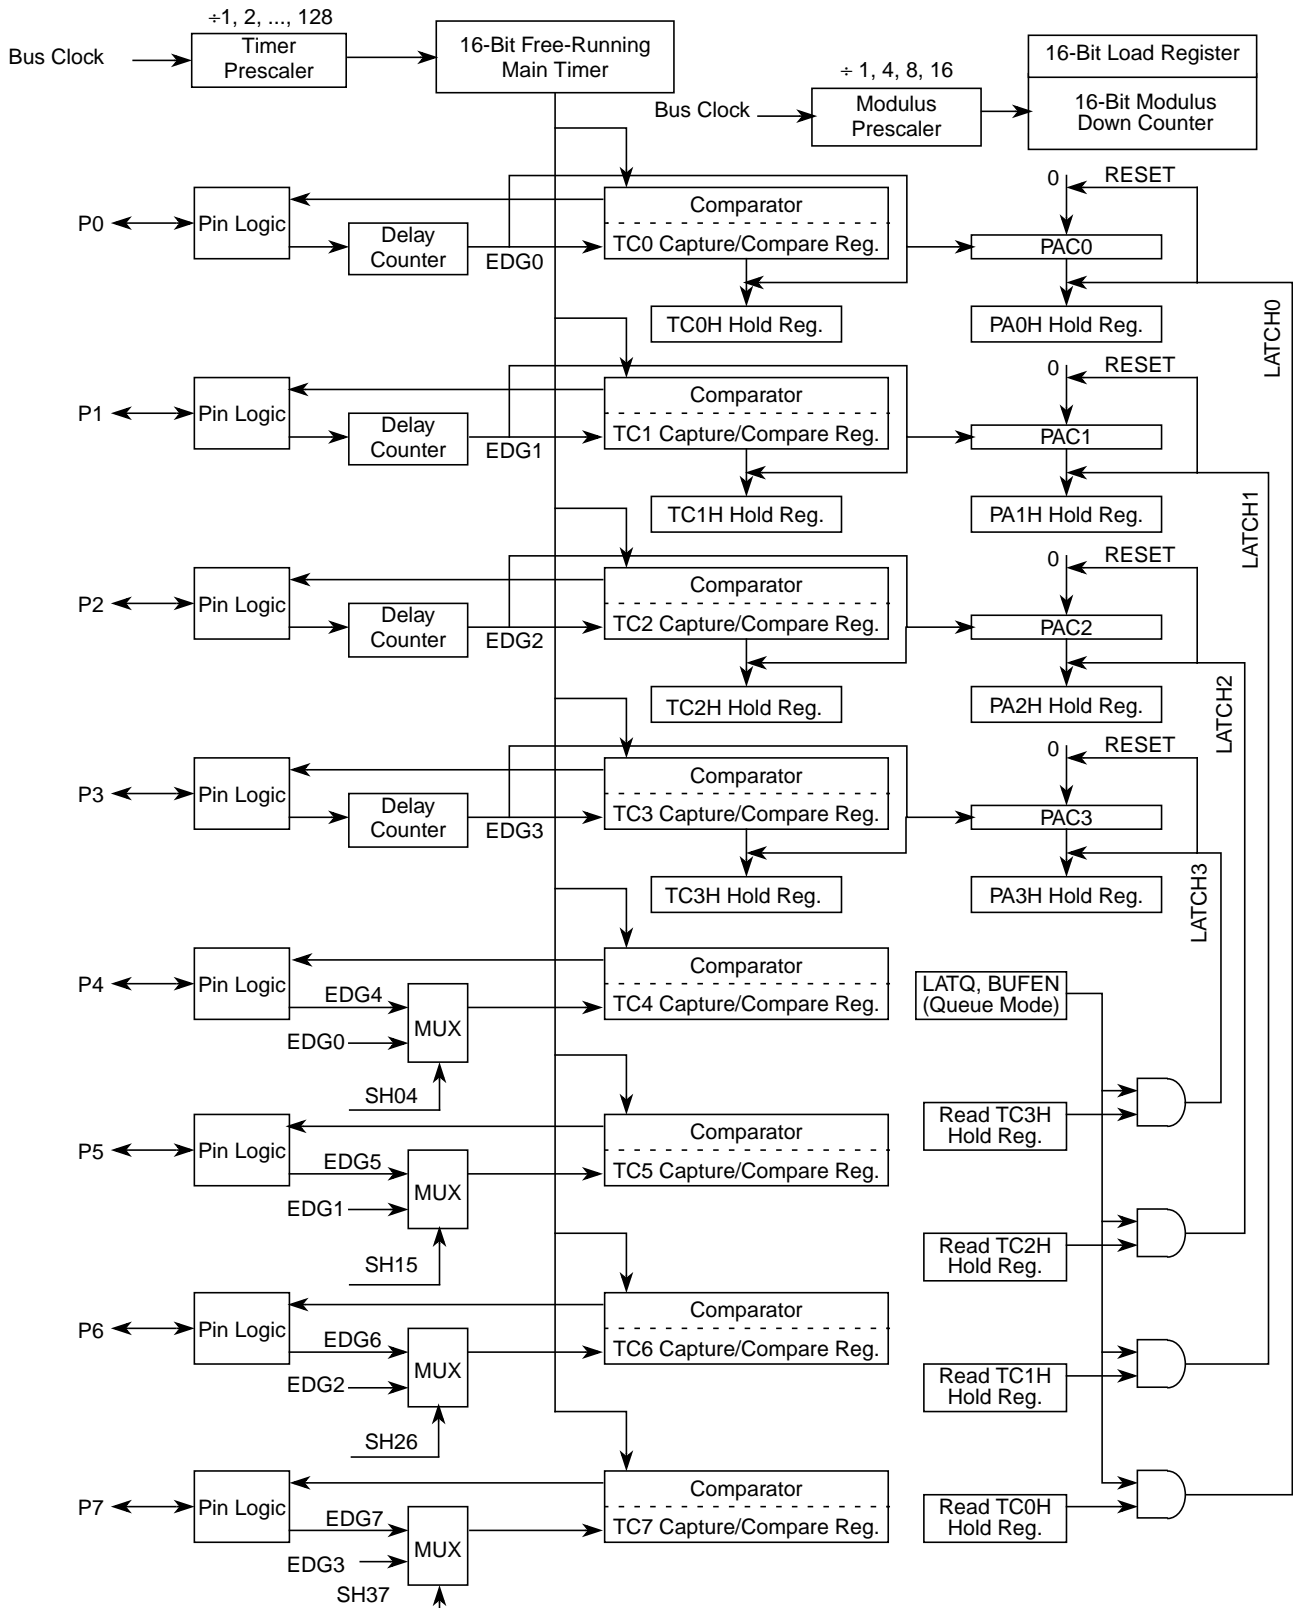 ÷1, 2, ..., 128
Bus Clock
Timer
Prescaler
16-Bit Free-Running
Main Timer
÷ 1, 4, 8, 16
Bus Clock
Modulus
Prescaler
16-Bit Load Register
16-Bit Modulus
Down Counter
P0
Pin Logic
Delay
Counter
EDG0
Comparator
TC0 Capture/Compare Reg.
TC0H Hold Reg.
0
RESET
PAC0
PA0H Hold Reg.
LATCH0
P1
Pin Logic
Delay
Counter
EDG1
Comparator
TC1 Capture/Compare Reg.
TC1H Hold Reg.
0
RESET
PAC1
PA1H Hold Reg.
LATCH1
P2
Pin Logic
Delay
Counter
EDG2
Comparator
TC2 Capture/Compare Reg.
TC2H Hold Reg.
0
RESET
PAC2
PA2H Hold Reg.
LATCH2
P3
Pin Logic
Delay
Counter
EDG3
Comparator
TC3 Capture/Compare Reg.
TC3H Hold Reg.
0
RESET
PAC3
PA3H Hold Reg.
LATCH3
P4
Pin Logic
EDG4
EDG0
MUX
SH04
Comparator
TC4 Capture/Compare Reg.
LATQ, BUFEN
(Queue Mode)
P5
Pin Logic
EDG5
EDG1
MUX
SH15
Comparator
TC5 Capture/Compare Reg.
Read TC3H
Hold Reg.
Read TC2H
Hold Reg.
P6
Pin Logic
EDG6
EDG2
MUX
SH26
Comparator
TC6 Capture/Compare Reg.
Read TC1H
Hold Reg.
P7
Pin Logic
EDG7
EDG3
MUX
SH37
Comparator
TC7 Capture/Compare Reg.
Read TC0H
Hold Reg.